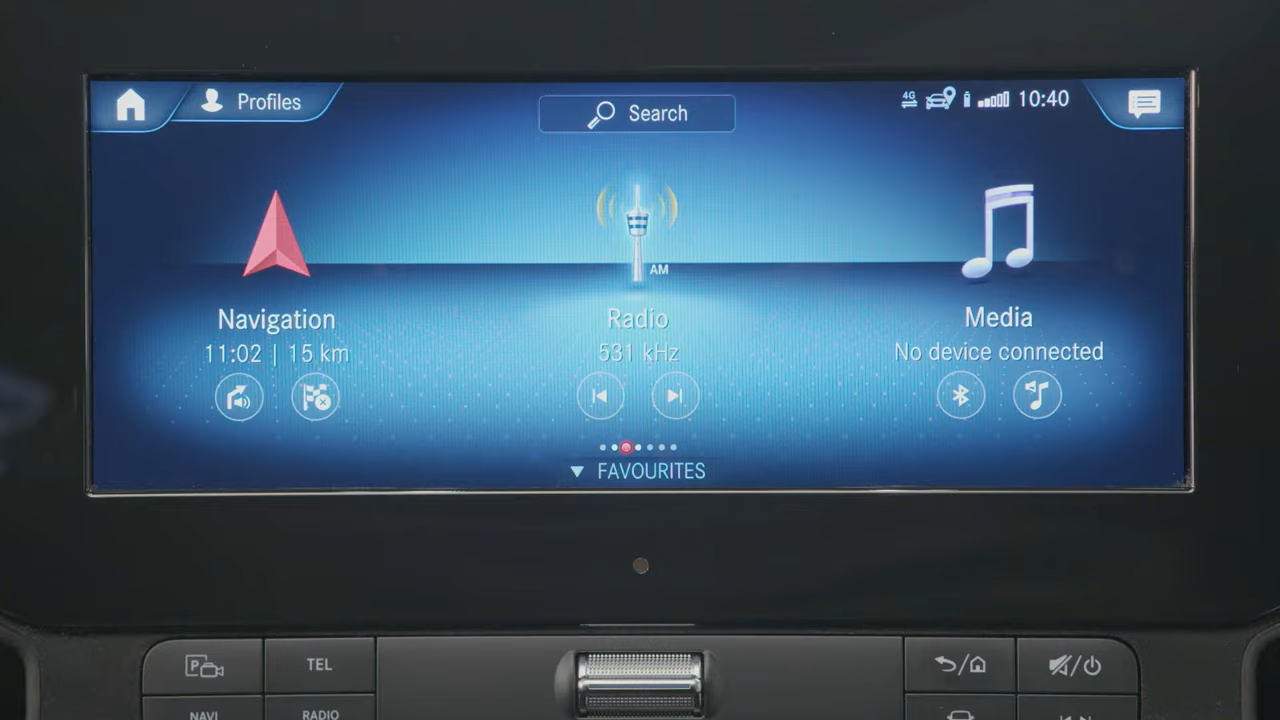 Profiles
Search
4G
10:40
AM
Navigation
Radio
Media
11:02 | 15 km
531 kHz
No device connected
FAVOURITES
P
TEL
NAVI
RADIO